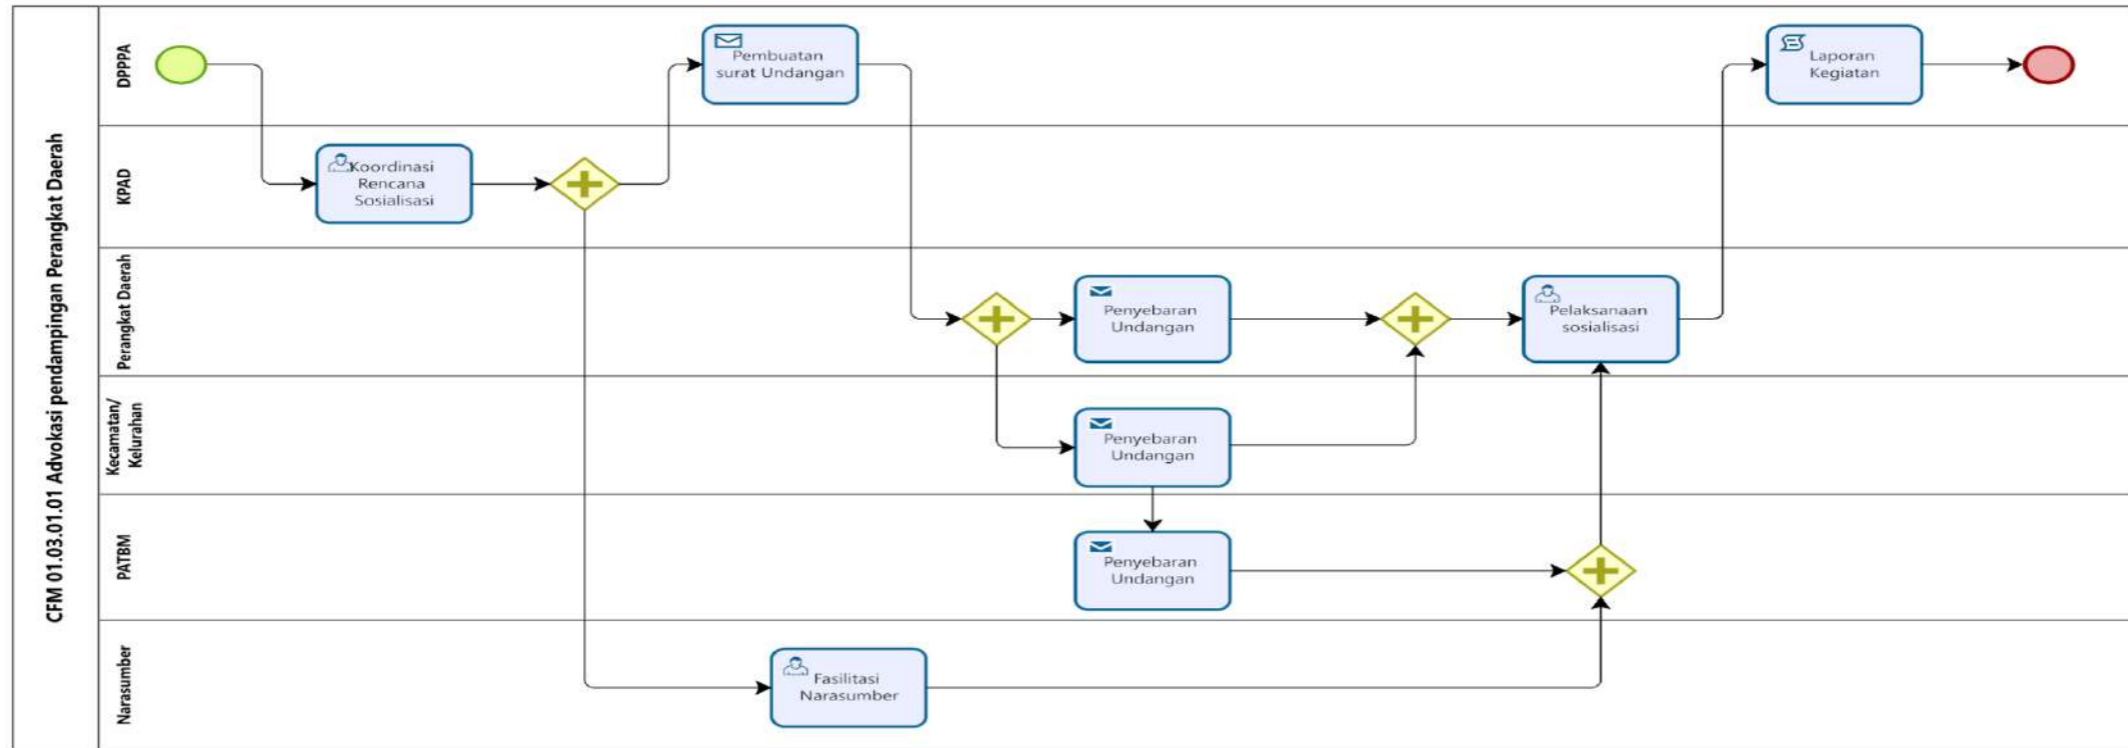 CFM 01.03.01.01 Advokasi pendampingan Perangkat Daerah
DPPPA
Pembuatan
surat Undangan
Laporan
Kegiatan
KPAD
Koordinasi
Rencana
Sosialisasi
Perangkat Daerah
Penyebaran
Undangan
Pelaksanaan
sosialisasi
Kecamatan/
Kelurahan
Penyebaran
Undangan
PATBM
Penyebaran
Undangan
Narasumber
Fasilitasi
Narasumber